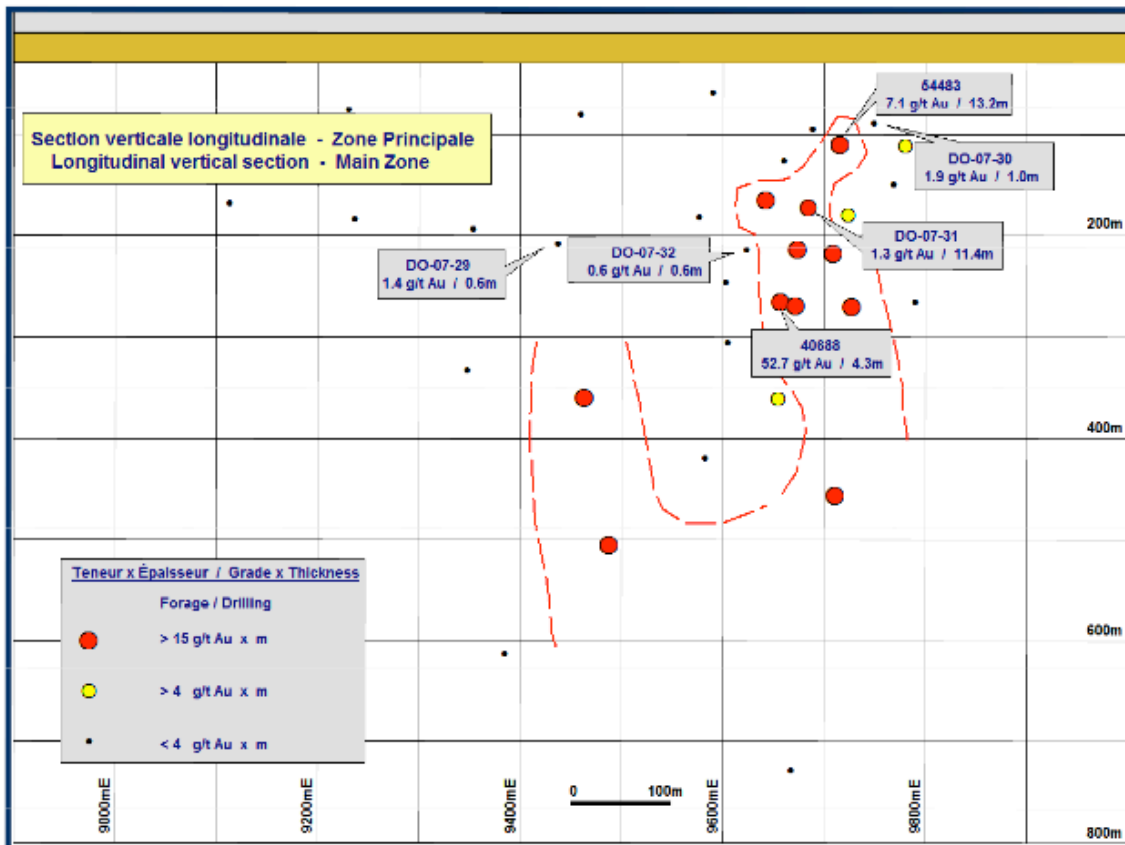 54483
7.1 g/t Au / 13.2m
Section verticale longitudinale - Zone Principale
Longitudinal vertical section - Main Zone
DO-07-30
1.9 g/t Au / 1.0m
200m
DO-07-31
1.3 g/t Au / 11.4m
DO-07-32
0.6 g/t Au / 0.6m
DO-07-29
1.4 g/t Au / 0.6m
40688
52.7 g/t Au / 4.3m
400m
Teneur x Épaisseur / Grade x Thickness
Forage / Drilling
> 15 g/t Au x m
> 4 g/t Au x m
< 4 g/t Au x m
600m
9000mE
9200mE
9400mE
9600mE
9800mE
0 100m
800m